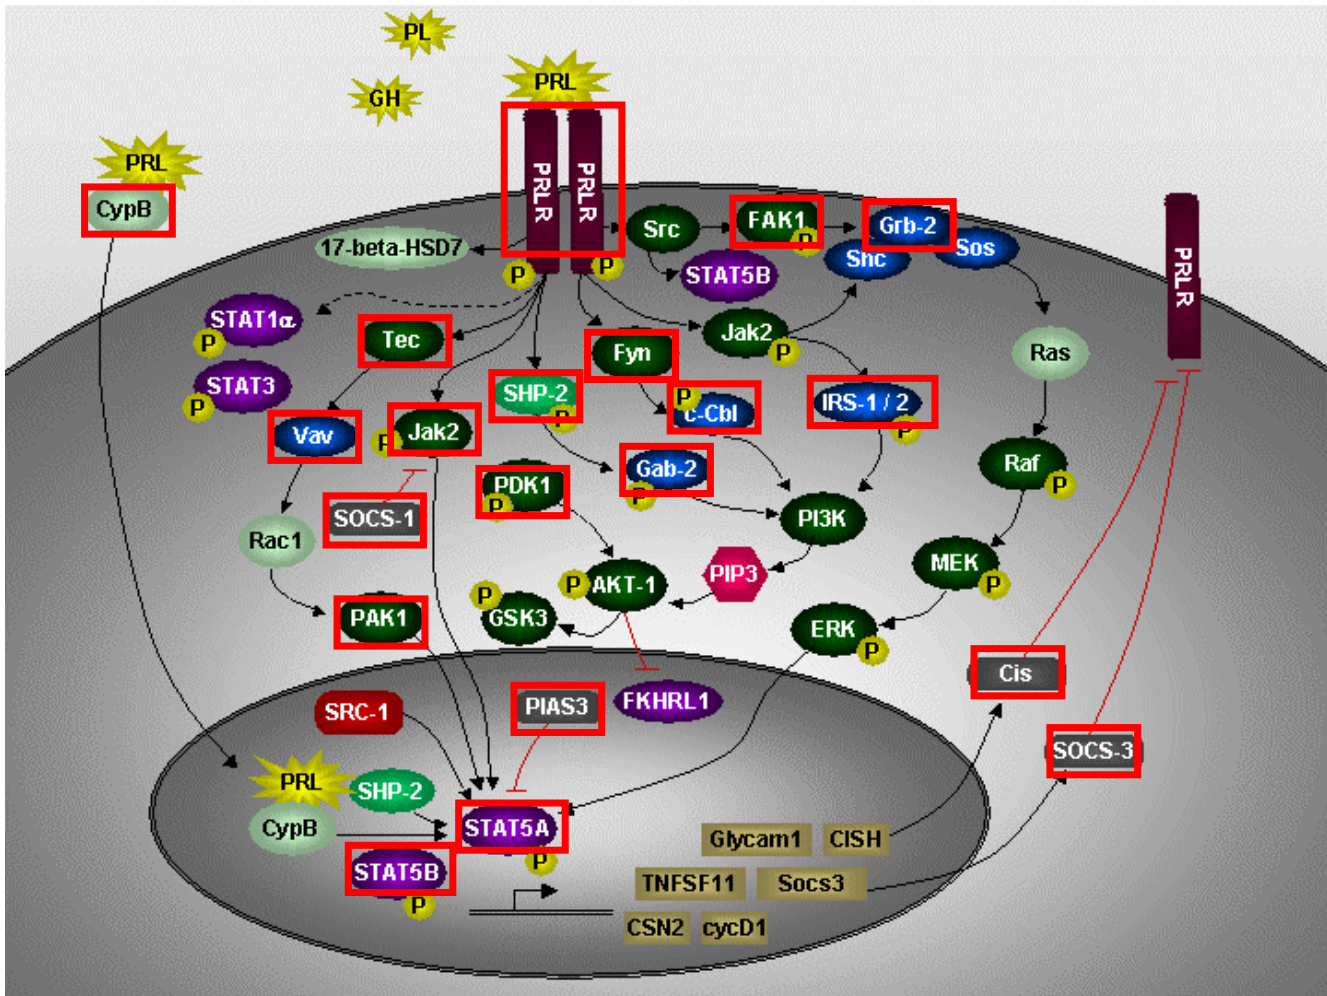 PL
GH
PRL
PRL
CypB
PRLR
PRLR
17-beta-HSD7
Src
FAK1
P
Grb-2
Shc
Sos
STAT5B
P
P
PRLR
STAT1α
P
Tec
Fyn
Jak2
P
Ras
STAT3
P
SHP-2
P
P
c-Cbl
IRS-1 / 2
P
Vav
P
Jak2
Gab-2
P
Raf
P
PDK1
P
SOCS-1
PI3K
Rac1
PIP3
MEK
P
P
AKT-1
P
GSK3
PAK1
ERK
P
Cis
SRC-1
PIAS3
FKHRL1
SOCS-3
PRL
SHP-2
CypB
STAT5A
P
Glycam1
CISH
STAT5B
P
TNFSF11
Socs3
CSN2
cycD1